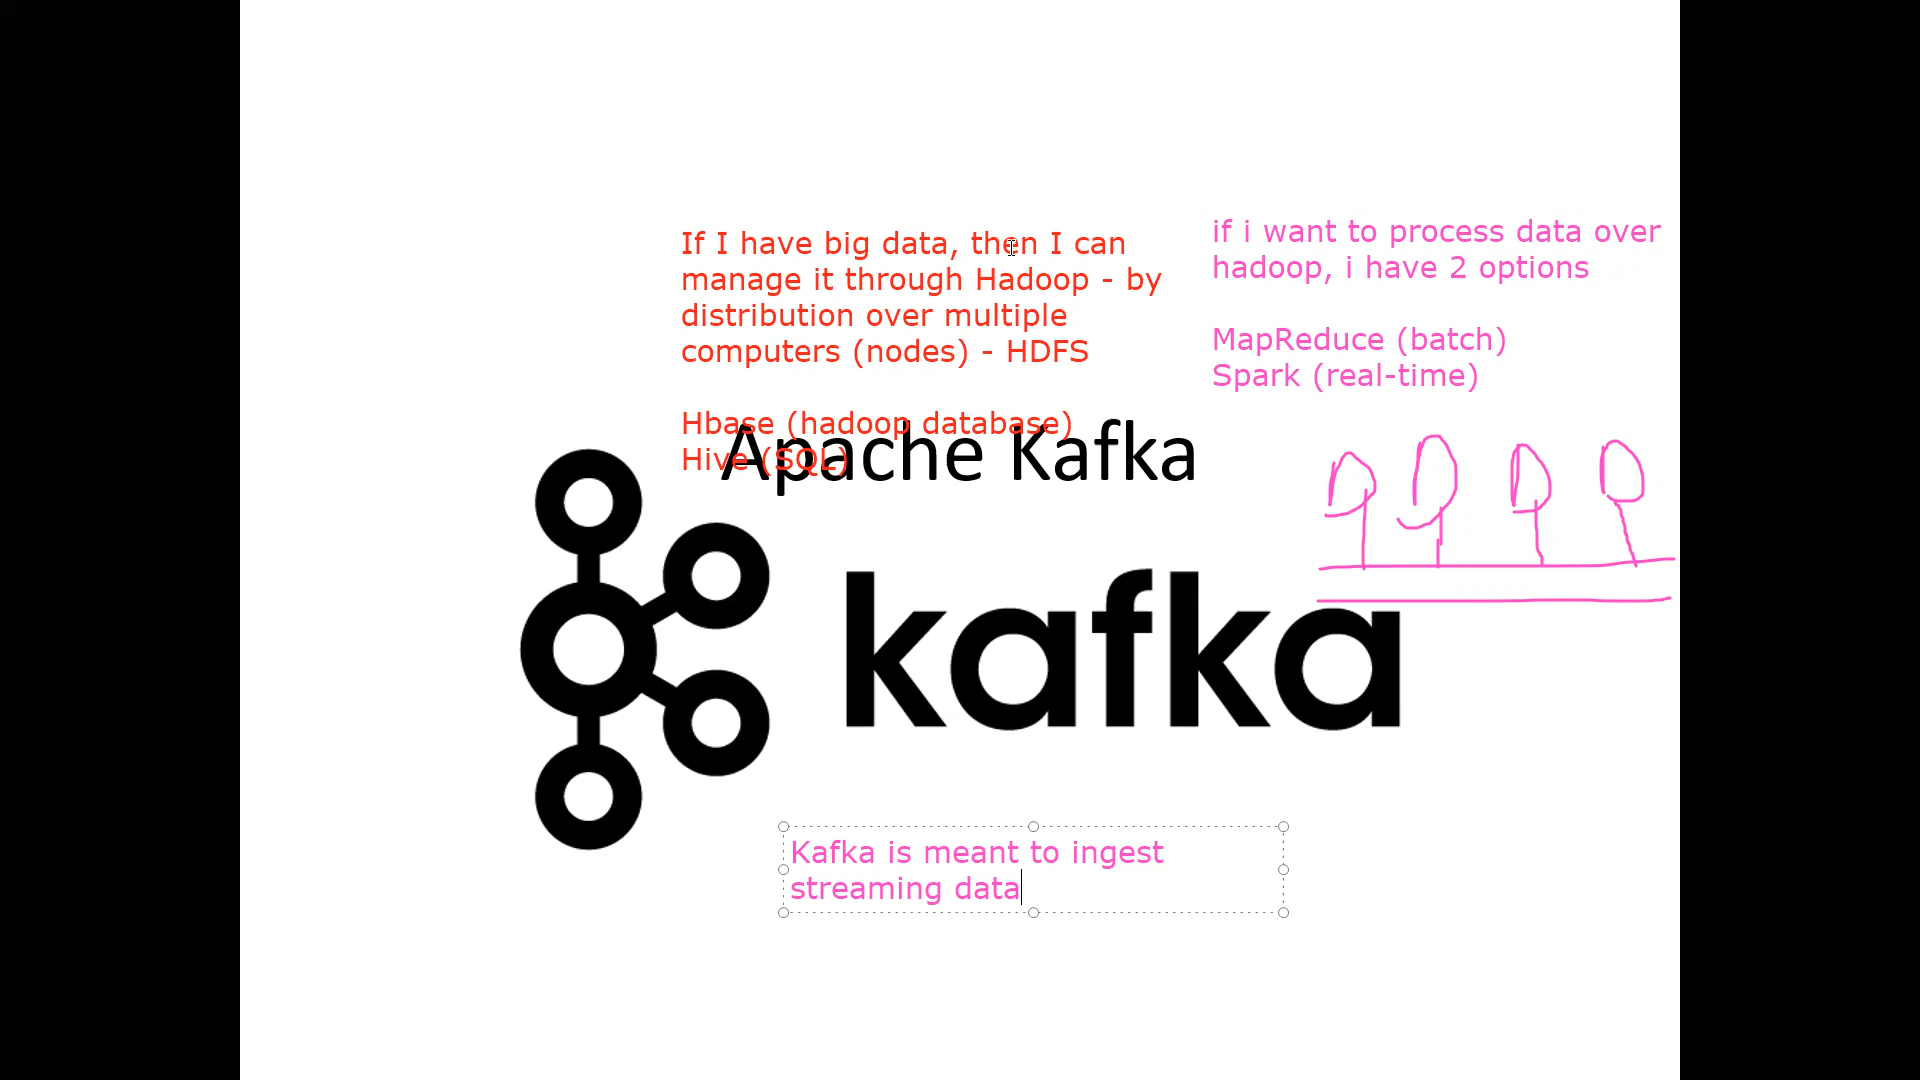 If I have big data, then I can
manage it through Hadoop - by
distribution over multiple
computers (nodes) - HDFS
Hbase (hadoop database)
Hive (SQL)
if i want to process data over
hadoop, i have 2 options
MapReduce (batch)
Spark (real-time)
Apache Kafka
kafka
Kafka is meant to ingest
streaming data